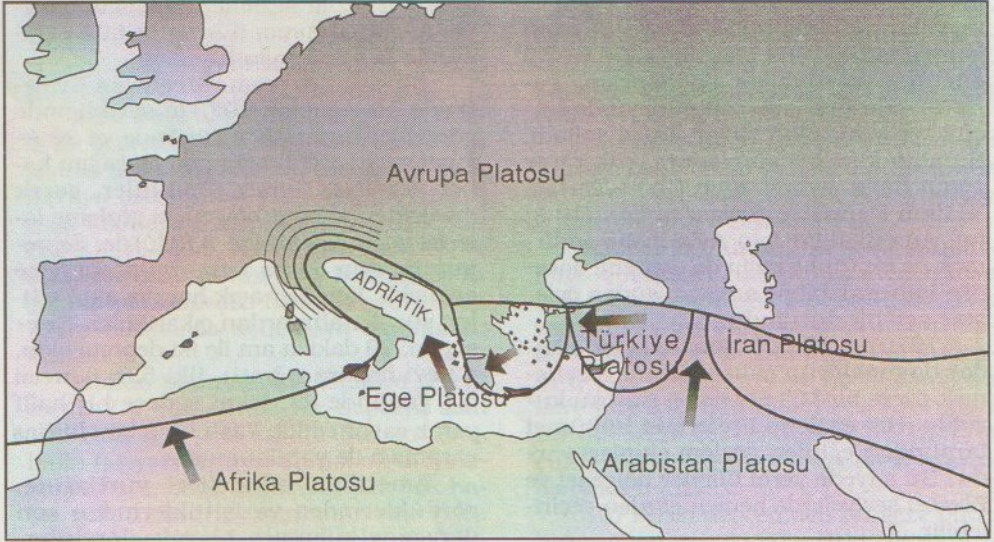 Avrupa Platosu
ADRİATİK
Türkiye
Platosu
İran Platosu
Ege Platosu
Arabistan Platosu
Afrika Platosu